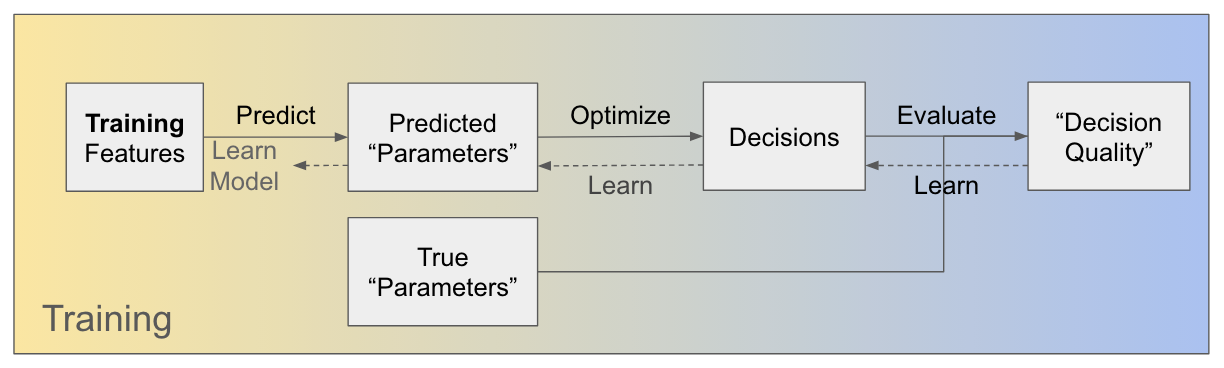 Training
Features
Predict
Learn
Model
Predicted
“Parameters”
Optimize
Learn
Decisions
Evaluate
Learn
“Decision
Quality”
True
“Parameters”
Training